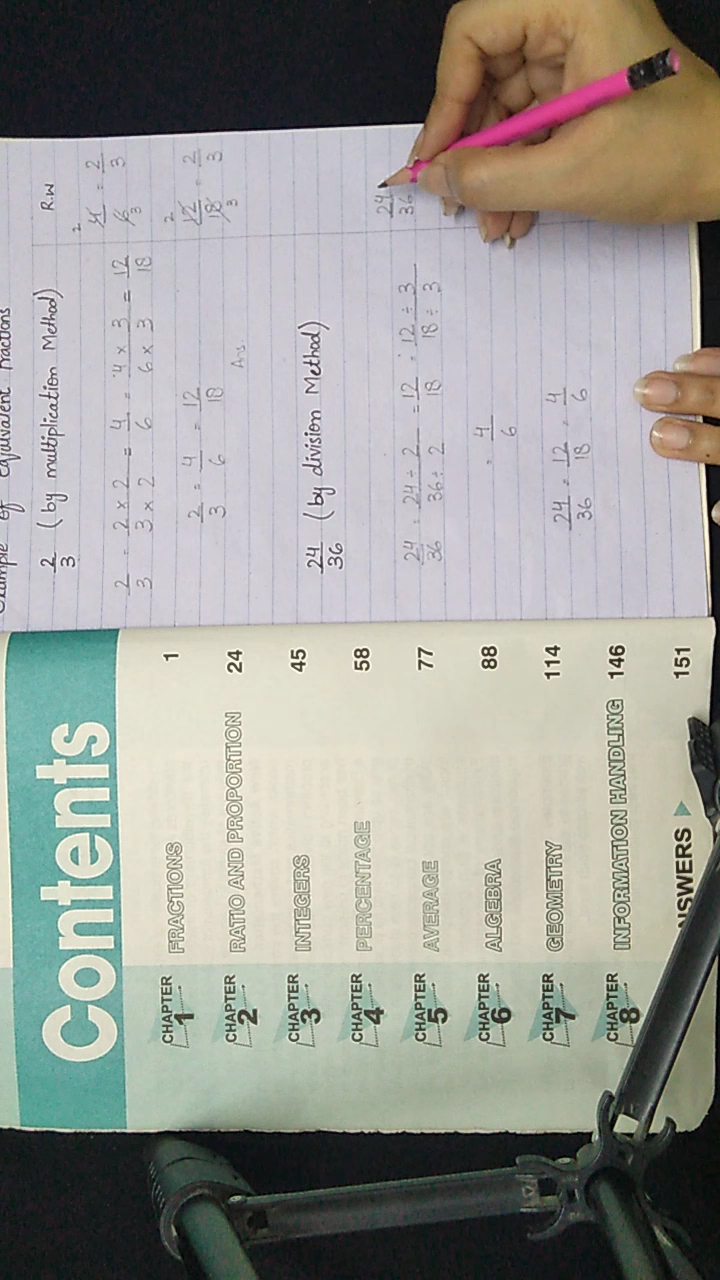 Contents
CHAPTER 1 FRACTIONS 1
CHAPTER 2 RATIO AND PROPORTION 24
CHAPTER 3 INTEGERS 45
CHAPTER 4 PERCENTAGE 58
CHAPTER 5 AVERAGE 77
CHAPTER 6 ALGEBRA 88
CHAPTER 7 GEOMETRY 114
CHAPTER 8 INFORMATION HANDLING 146
NSWERS 151
Example of Equivalent Fractions
2/3 (by multiplication Method)
2/3 = 2 x 2/3 x 2 = 4/6 = 4 x 3/6 x 3 = 12/18
2/3 = 4/6 = 12/18
Ans
24/36 (by division Method)
24/36 = 24 ÷ 2/36 ÷ 2 = 12/18 = 12 ÷ 3/18 ÷ 3
= 4/6
24/36 = 12/18 = 4/6
R.W
2
4/6 = 2/3
3
2
12/18 = 2/3
3
24/36